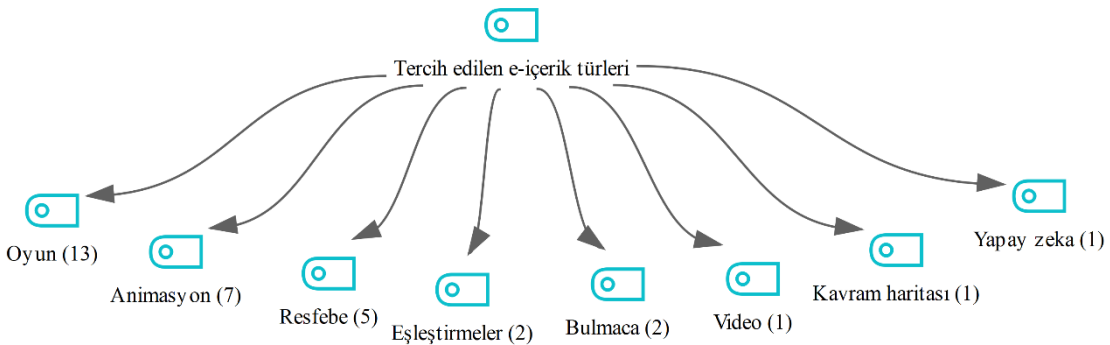 Tercih edilen e-içerik türleri
Oyun (13)
Animasyon (7)
Resfebe (5)
Eşleştirmeler (2)
Bulmaca (2)
Video (1)
Kavram haritası (1)
Yapay zeka (1)